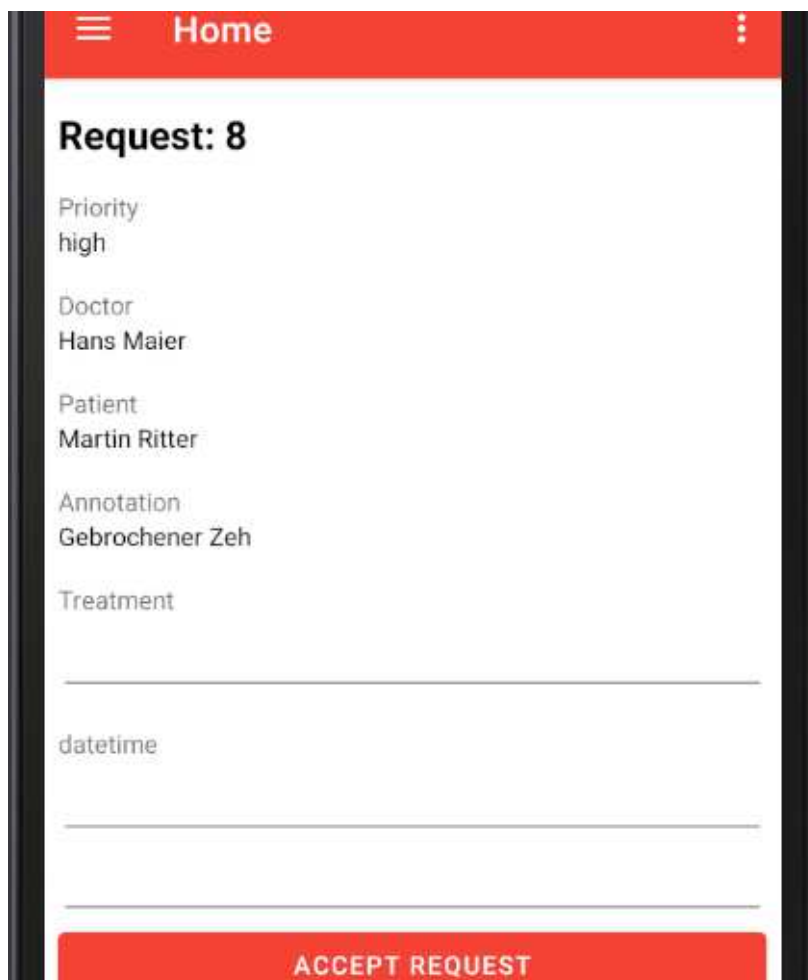 Home
Request: 8
Priority
high
Doctor
Hans Maier
Patient
Martin Ritter
Annotation
Gebrochener Zeh
Treatment
datetime
ACCEPT REQUEST